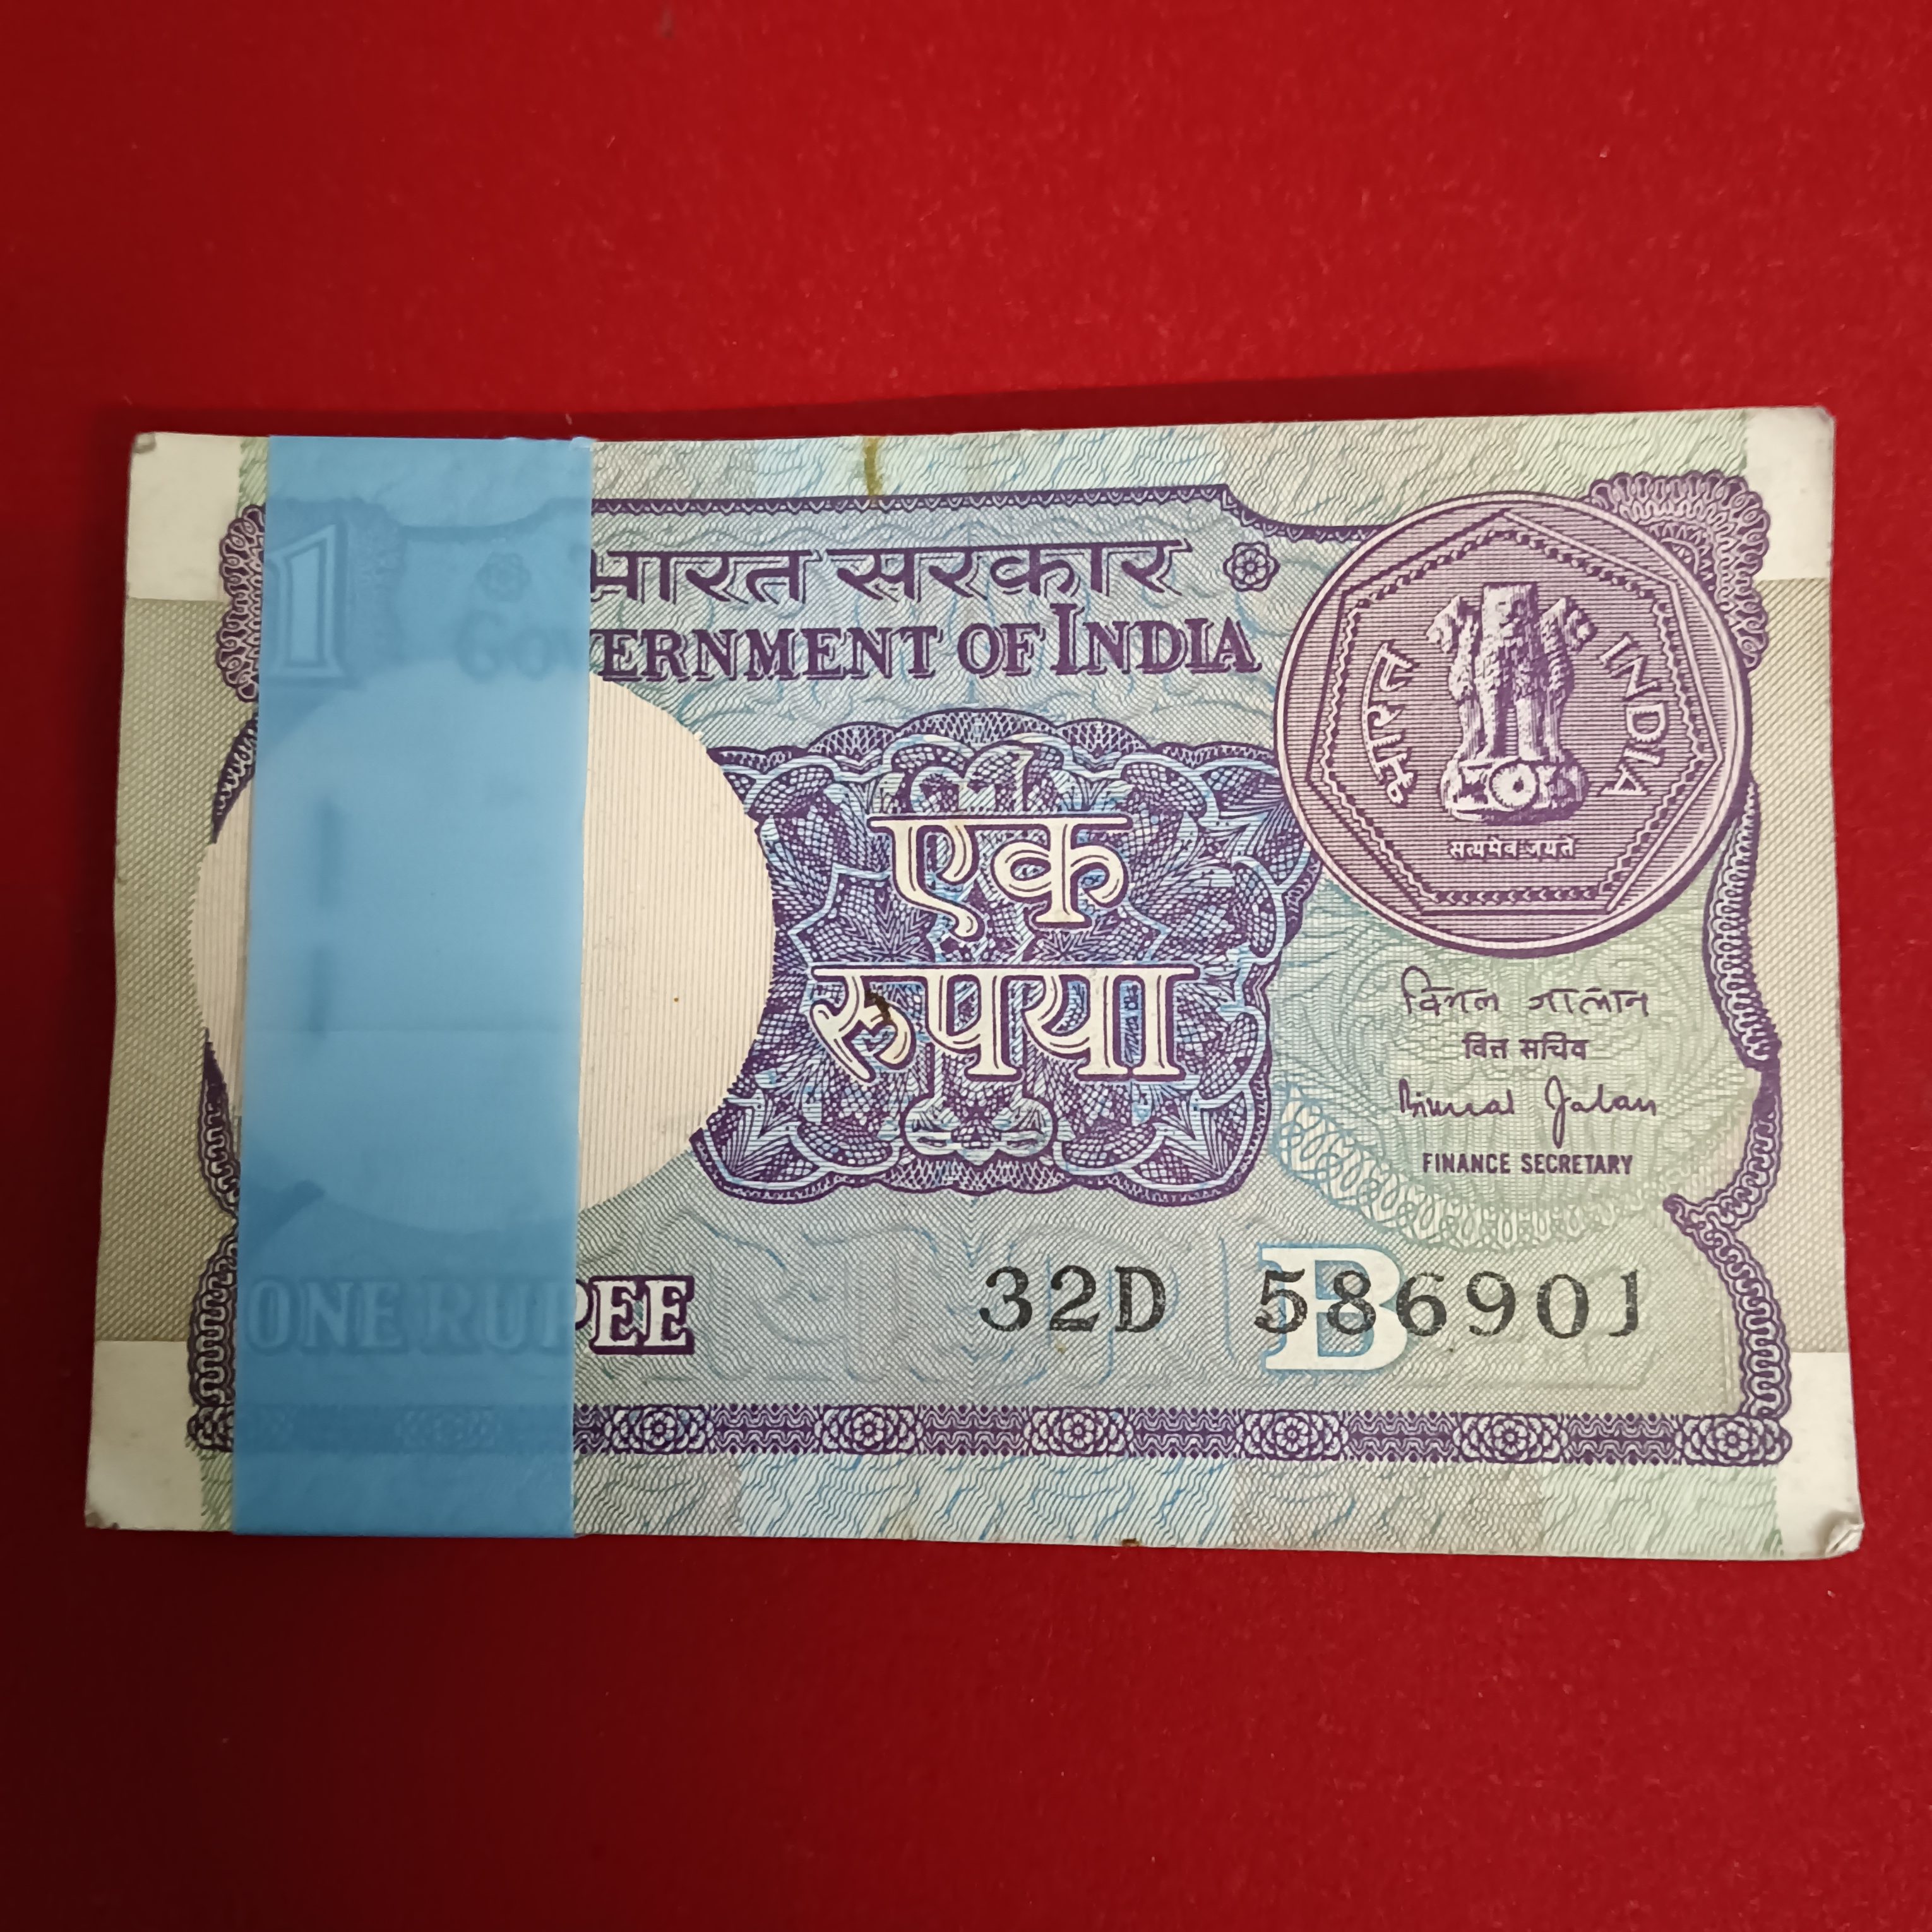 1
भारत सरकार
GOVERNMENT OF INDIA
भारत
INDIA
सत्यमेव जयते
एक
रुपया
विमल जालान
वित्त सचिव
Bimal Jalan
FINANCE SECRETARY
ONE RUPEE
32D 586901
B